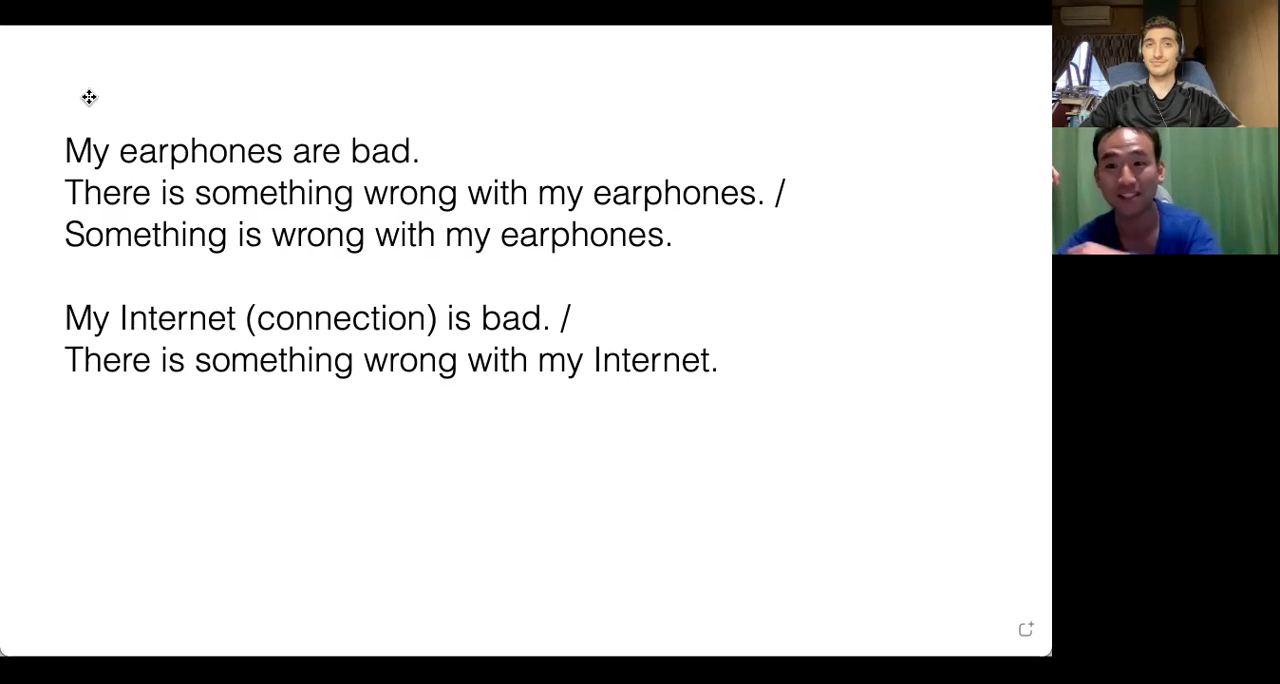 My earphones are bad.
There is something wrong with my earphones. /
Something is wrong with my earphones.
My Internet (connection) is bad. /
There is something wrong with my Internet.